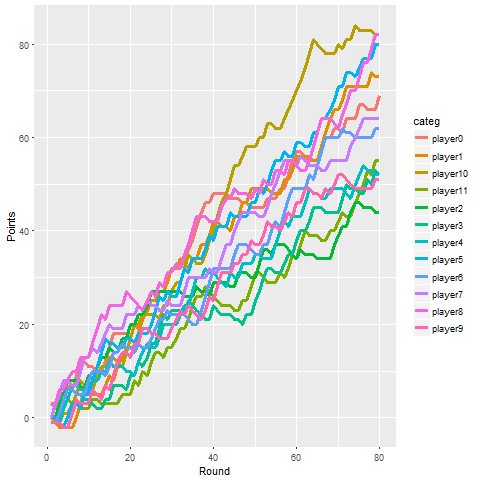 80
60
40
20
0
Points
0 20 40 60 80
Round
categ
player0
player1
player10
player11
player2
player3
player4
player5
player6
player7
player8
player9